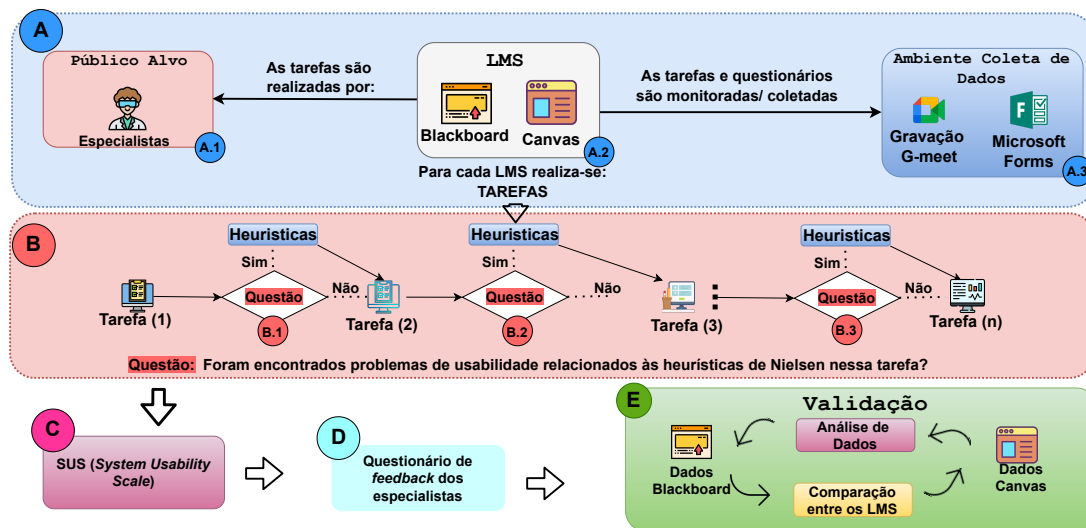 A
Público Alvo
Especialistas
A.1
As tarefas são
realizadas por:
LMS
Blackboard
Canvas
A.2
As tarefas e questionários
são monitoradas/ coletadas
Ambiente Coleta de
Dados
Gravação
G-meet
Microsoft
Forms
A.3
Para cada LMS realiza-se:
TAREFAS
B
Heuristicas
Heuristicas
Heuristicas
Sim
Sim
Sim
Tarefa (1)
Questão
B.1
Não
Tarefa (2)
Questão
B.2
Não
Tarefa (3)
Questão
B.3
Não
Tarefa (n)
Questão: Foram encontrados problemas de usabilidade relacionados às heurísticas de Nielsen nessa tarefa?
C
SUS (System Usability
Scale)
D
Questionário de
feedback dos
especialistas
E
Validação
Dados
Blackboard
Análise de
Dados
Comparação
entre os LMS
Dados
Canvas